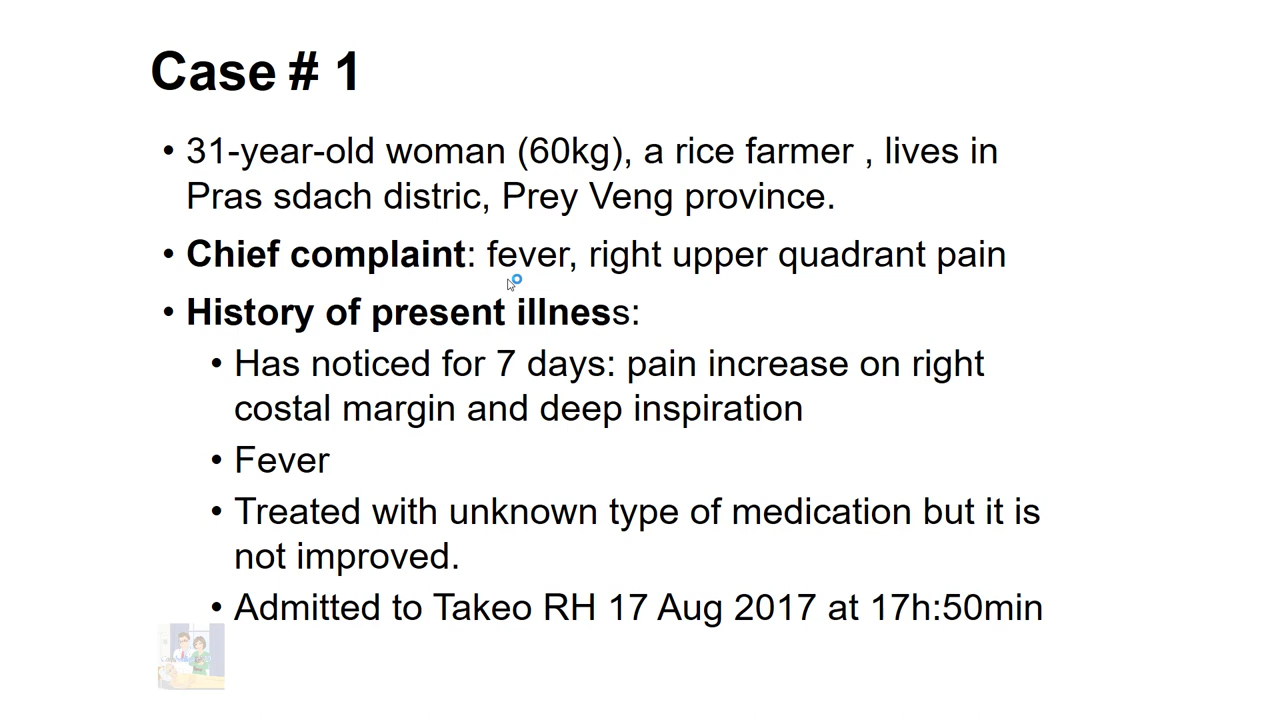 Case # 1
• 31-year-old woman (60kg), a rice farmer , lives in
Pras sdach distric, Prey Veng province.
• Chief complaint: fever, right upper quadrant pain
• History of present illness:
• Has noticed for 7 days: pain increase on right
costal margin and deep inspiration
• Fever
• Treated with unknown type of medication but it is
not improved.
• Admitted to Takeo RH 17 Aug 2017 at 17h:50min